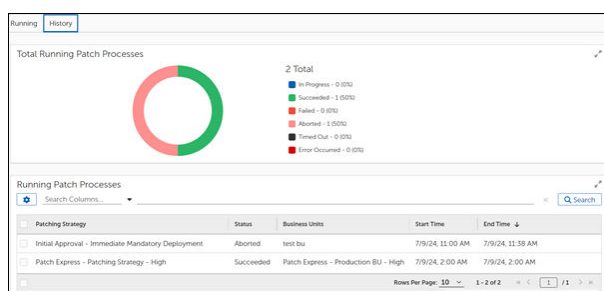 Running History
Total Running Patch Processes
2 Total
In Progress - 0 (0%)
Succeeded - 1 (50%)
Failed - 0 (0%)
Aborted - 1 (50%)
Timed Out - 0 (0%)
Error Occurred - 0 (0%)
Running Patch Processes
Search Columns... Search
Patching Strategy Status Business Units Start Time End Time ↓
Initial Approval - Immediate Mandatory Deployment Aborted test bu 7/9/24, 11:00 AM 7/9/24, 11:38 AM
Patch Express - Patching Strategy - High Succeeded Patch Express - Production BU - High 7/9/24, 2:00 AM 7/9/24, 2:00 AM
Rows Per Page: 10 1 - 2 of 2 1 / 1